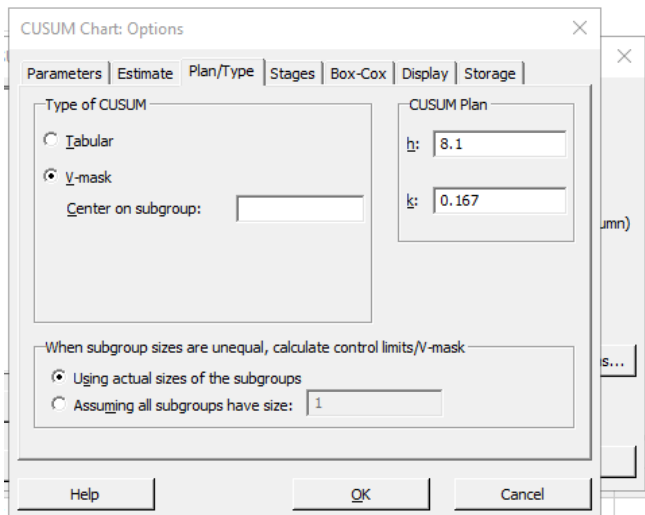 CUSUM Chart: Options
Parameters Estimate Plan/Type Stages Box-Cox Display Storage
Type of CUSUM
Tabular
V-mask
Center on subgroup:
CUSUM Plan
h: 8.1
k: 0.167
umn)
When subgroup sizes are unequal, calculate control limits/V-mask
Using actual sizes of the subgroups
Assuming all subgroups have size: 1
s...
Help OK Cancel